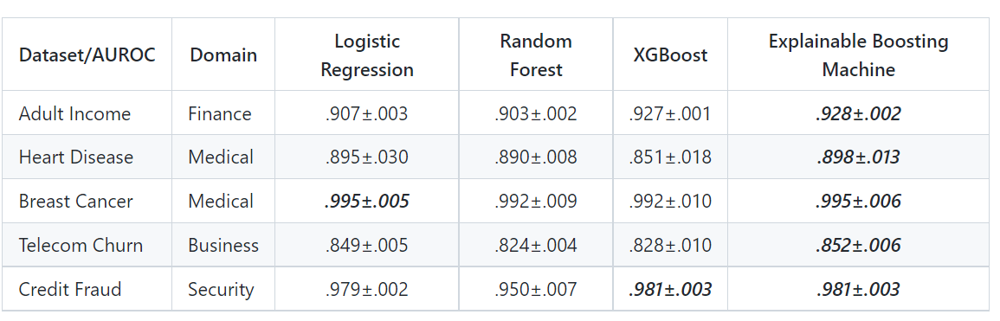 Dataset/AUROC Domain Logistic Regression Random Forest XGBoost Explainable Boosting Machine
Adult Income Finance .907±.003 .903±.002 .927±.001 .928±.002
Heart Disease Medical .895±.030 .890±.008 .851±.018 .898±.013
Breast Cancer Medical .995±.005 .992±.009 .992±.010 .995±.006
Telecom Churn Business .849±.005 .824±.004 .828±.010 .852±.006
Credit Fraud Security .979±.002 .950±.007 .981±.003 .981±.003